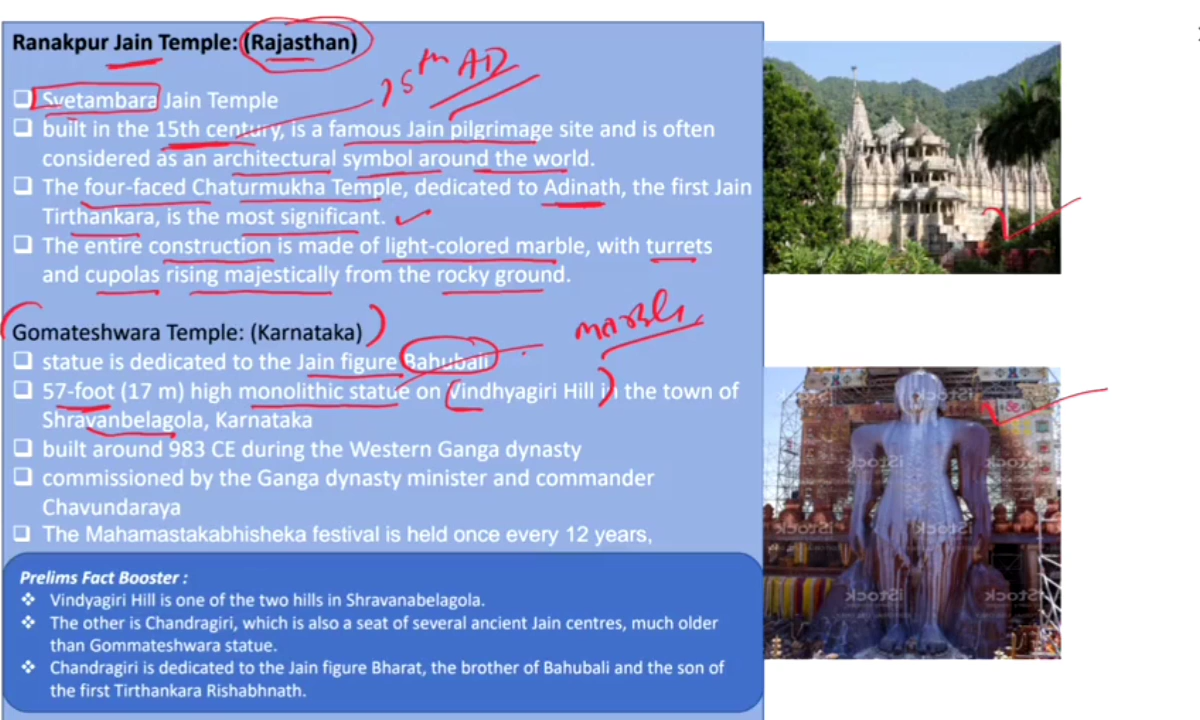 Ranakpur Jain Temple: (Rajasthan)
15th AD
Svetambara Jain Temple
built in the 15th century, is a famous Jain pilgrimage site and is often
considered as an architectural symbol around the world.
The four-faced Chaturmukha Temple, dedicated to Adinath, the first Jain
Tirthankara, is the most significant.
The entire construction is made of light-colored marble, with turrets
and cupolas rising majestically from the rocky ground.
marble
Gomateshwara Temple: (Karnataka)
statue is dedicated to the Jain figure Bahubali
57-foot (17 m) high monolithic statue on Vindhyagiri Hill in the town of
Shravanbelagola, Karnataka
built around 983 CE during the Western Ganga dynasty
commissioned by the Ganga dynasty minister and commander
Chavundaraya
The Mahamastakabhisheka festival is held once every 12 years,
Prelims Fact Booster :
Vindyagiri Hill is one of the two hills in Shravanabelagola.
The other is Chandragiri, which is also a seat of several ancient Jain centres, much older
than Gommateshwara statue.
Chandragiri is dedicated to the Jain figure Bharat, the brother of Bahubali and the son of
the first Tirthankara Rishabhnath.
iStock
iStock
iStock
iStock
iStock
iStock